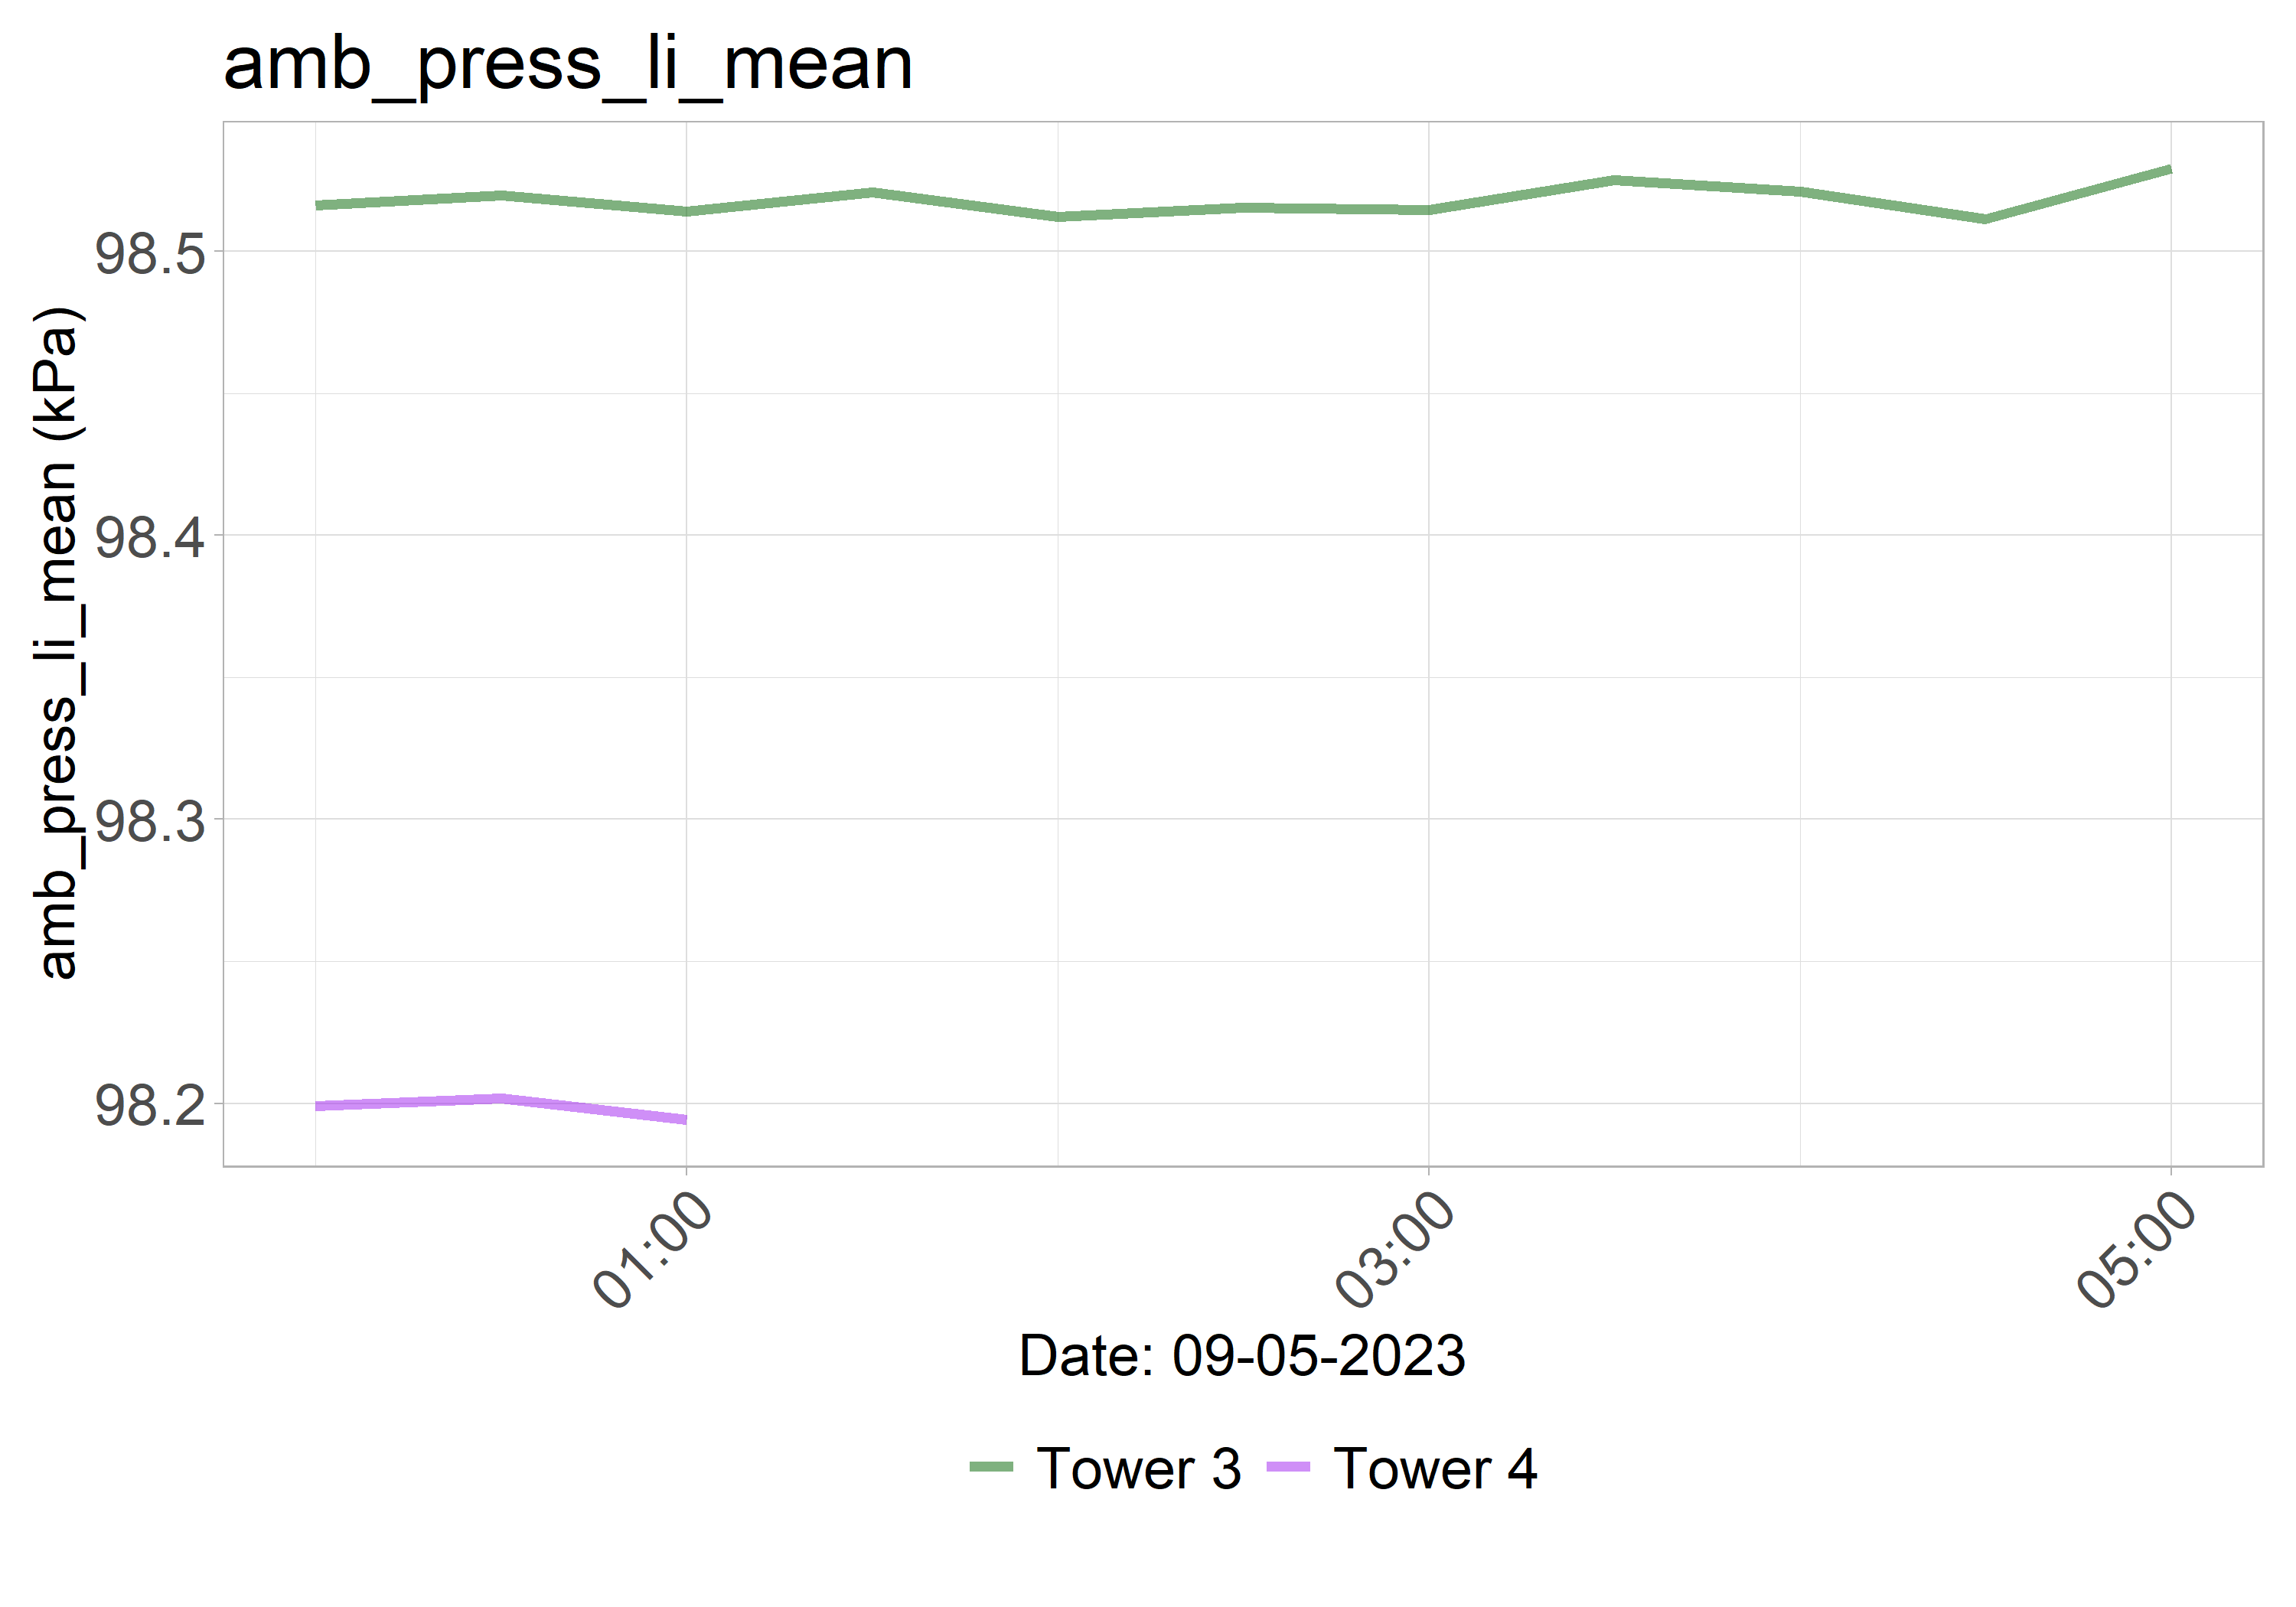 amb_press_li_mean
amb_press_li_mean (kPa)
98.5
98.4
98.3
98.2
01:00
03:00
05:00
Date: 09-05-2023
Tower 3
Tower 4